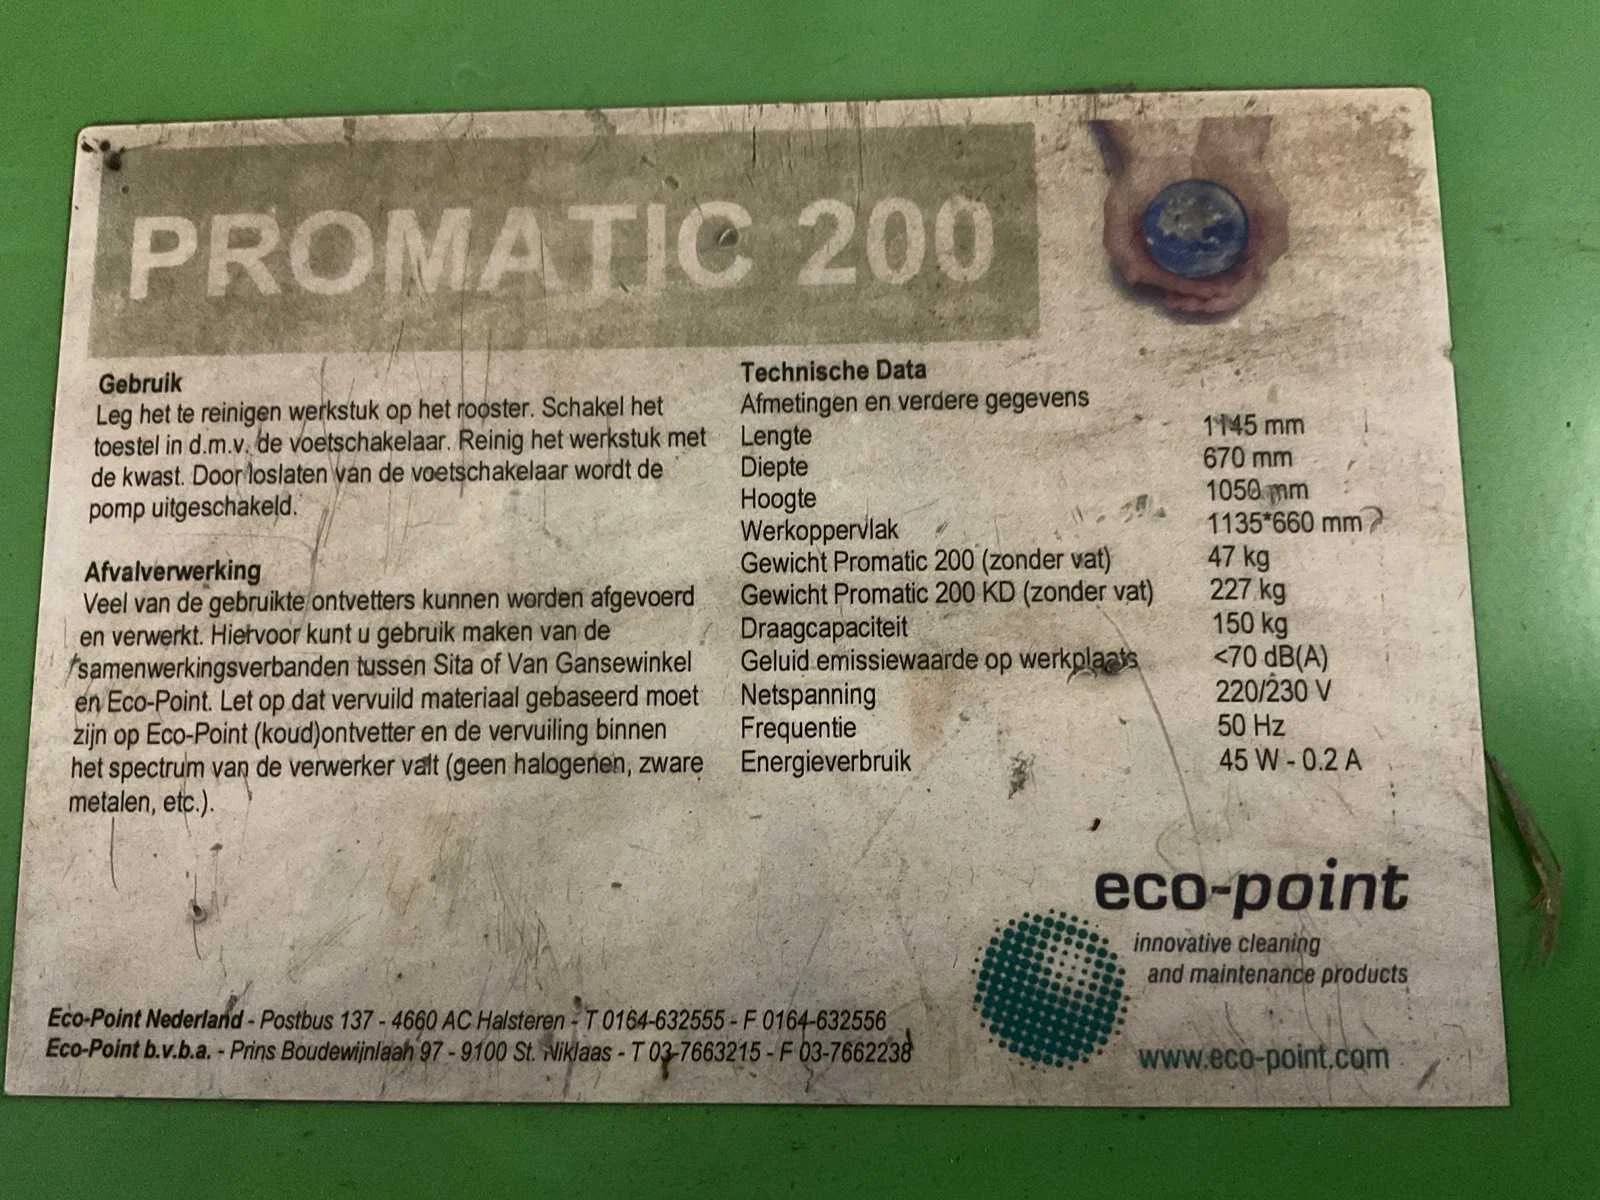 PROMATIC 200
Gebruik
Leg het te reinigen werkstuk op het rooster. Schakel het
toestel in d.m.v. de voetschakelaar. Reinig het werkstuk met
de kwast. Door loslaten van de voetschakelaar wordt de
pomp uitgeschakeld.
Afvalverwerking
Veel van de gebruikte ontvetters kunnen worden afgevoerd
en verwerkt. Hiervoor kunt u gebruik maken van de
samenwerkingsverbanden tussen Sita of Van Gansewinkel
en Eco-Point. Let op dat vervuild materiaal gebaseerd moet
zijn op Eco-Point (koud)ontvetter en de vervuiling binnen
het spectrum van de verwerker valt (geen halogenen, zware
metalen, etc.).
Technische Data
Afmetingen en verdere gegevens
Lengte 1145 mm
Diepte 670 mm
Hoogte 1050 mm
Werkoppervlak 1135*660 mm
Gewicht Promatic 200 (zonder vat) 47 kg
Gewicht Promatic 200 KD (zonder vat) 227 kg
Draagcapaciteit 150 kg
Geluid emissiewaarde op werkplaats <70 dB(A)
Netspanning 220/230 V
Frequentie 50 Hz
Energieverbruik 45 W - 0.2 A
eco-point
innovative cleaning
and maintenance products
www.eco-point.com
Eco-Point Nederland - Postbus 137 - 4660 AC Halsteren - T 0164-632555 - F 0164-632556
Eco-Point b.v.b.a. - Prins Boudewijnlaan 97 - 9100 St. Niklaas - T 03-7663215 - F 03-7662238